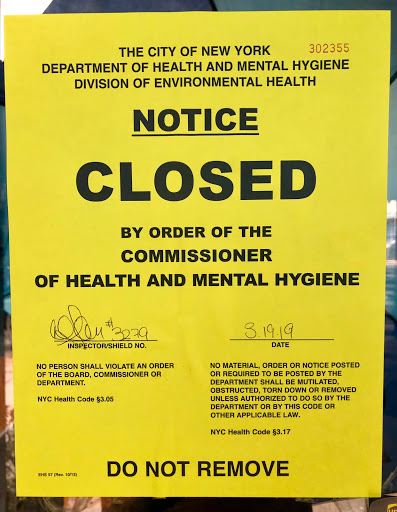 THE CITY OF NEW YORK 302355
DEPARTMENT OF HEALTH AND MENTAL HYGIENE
DIVISION OF ENVIRONMENTAL HEALTH
NOTICE
CLOSED
BY ORDER OF THE
COMMISSIONER
OF HEALTH AND MENTAL HYGIENE
#3239
INSPECTOR/SHIELD NO.
3.19.19
DATE
NO PERSON SHALL VIOLATE AN ORDER
OF THE BOARD, COMMISSIONER OR
DEPARTMENT.
NYC Health Code §3.05
NO MATERIAL, ORDER OR NOTICE POSTED
OR REQUIRED TO BE POSTED BY THE
DEPARTMENT SHALL BE MUTILATED,
OBSTRUCTED, TORN DOWN OR REMOVED
UNLESS AUTHORIZED TO DO SO BY THE
DEPARTMENT OR BY THIS CODE OR
OTHER APPLICABLE LAW.
NYC Health Code §3.17
DO NOT REMOVE